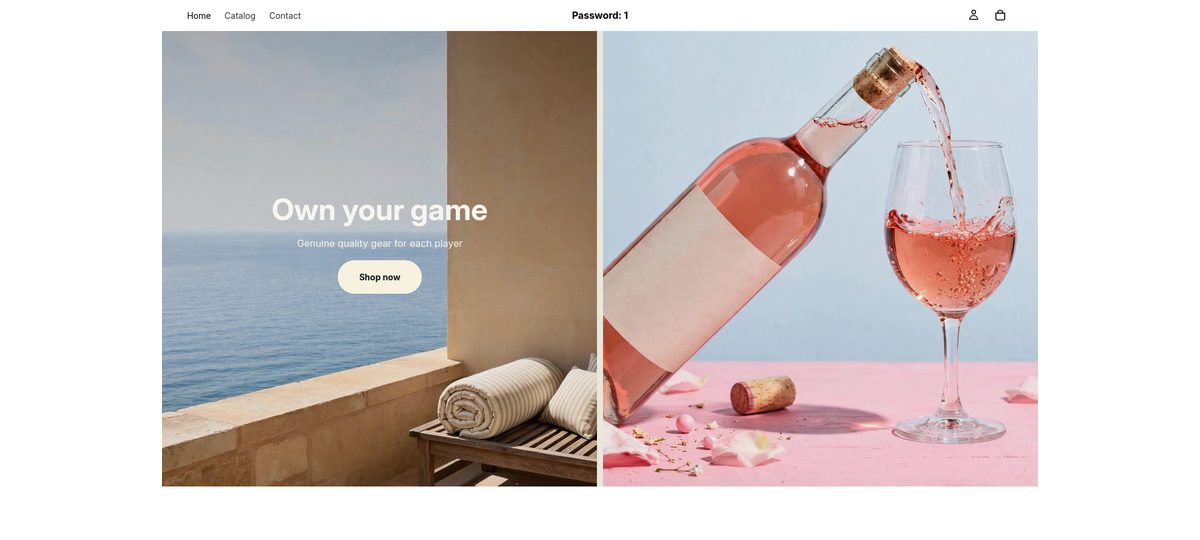 Home
Catalog
Contact
Password: 1
Own your game
Genuine quality gear for each player
Shop now